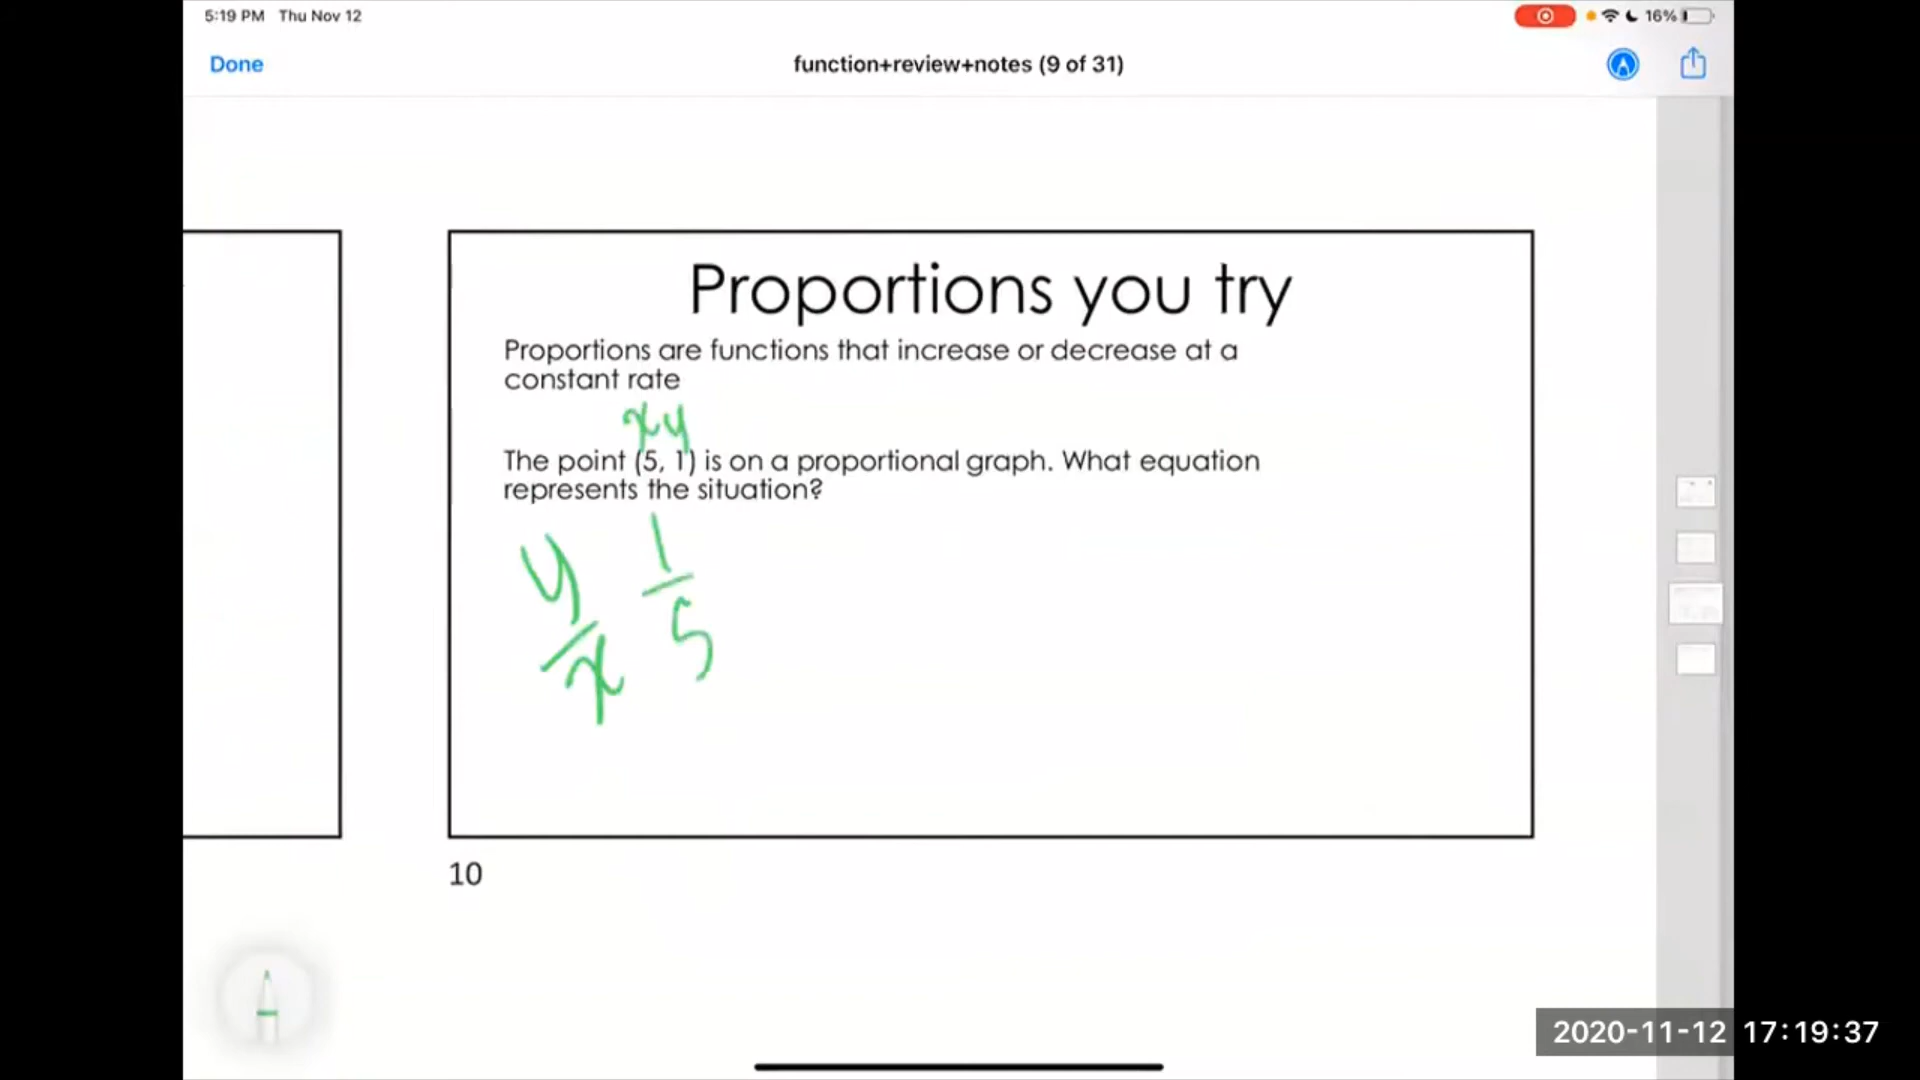 5:19 PM Thu Nov 12
16%
Done
function+review+notes (9 of 31)
Proportions you try
Proportions are functions that increase or decrease at a
constant rate
x y
The point (5, 1) is on a proportional graph. What equation
represents the situation?
y 1
x 5
10
2020-11-12 17:19:37